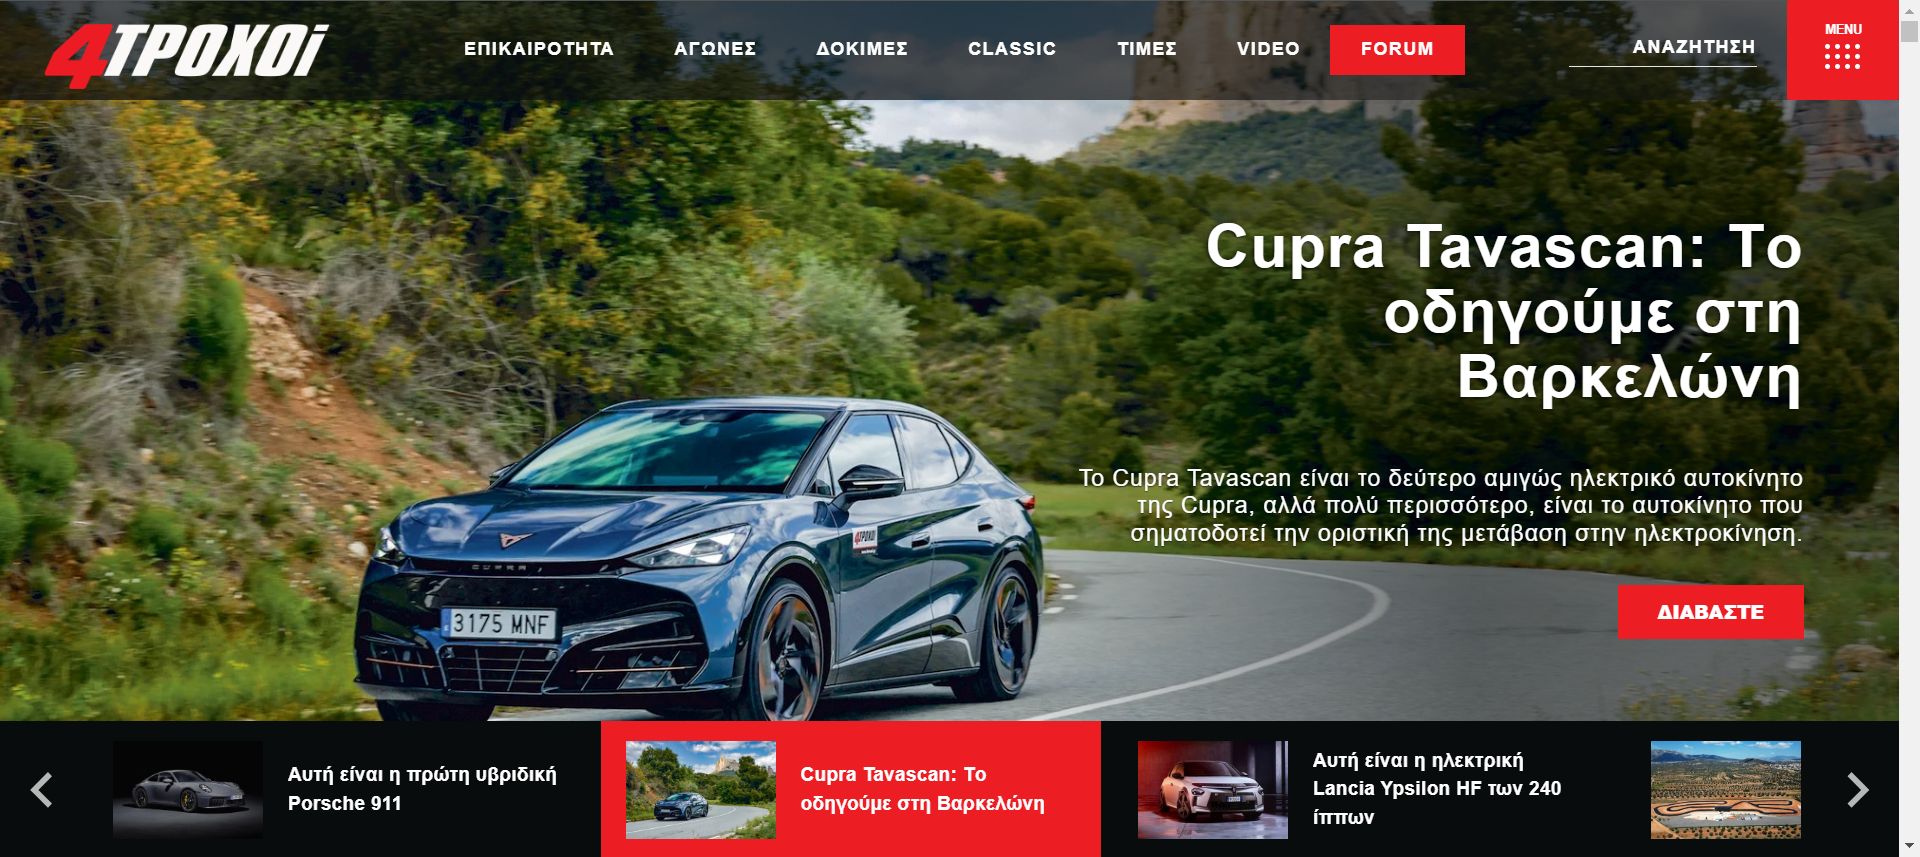 4ΤΡΟΧΟί
ΕΠΙΚΑΙΡΟΤΗΤΑ ΑΓΩΝΕΣ ΔΟΚΙΜΕΣ CLASSIC ΤΙΜΕΣ VIDEO FORUM ΑΝΑΖΗΤΗΣΗ MENU
Cupra Tavascan: Το
οδηγούμε στη
Βαρκελώνη
Το Cupra Tavascan είναι το δεύτερο αμιγώς ηλεκτρικό αυτοκίνητο
της Cupra, αλλά πολύ περισσότερο, είναι το αυτοκίνητο που
σηματοδοτεί την οριστική της μετάβαση στην ηλεκτροκίνηση.
ΔΙΑΒΑΣΤΕ
4ΤΡΟΧΟΙ
CUPRA
3175 MNF
Αυτή είναι η πρώτη υβριδική
Porsche 911
Cupra Tavascan: Το
οδηγούμε στη Βαρκελώνη
Αυτή είναι η ηλεκτρική
Lancia Ypsilon HF των 240
ίππων